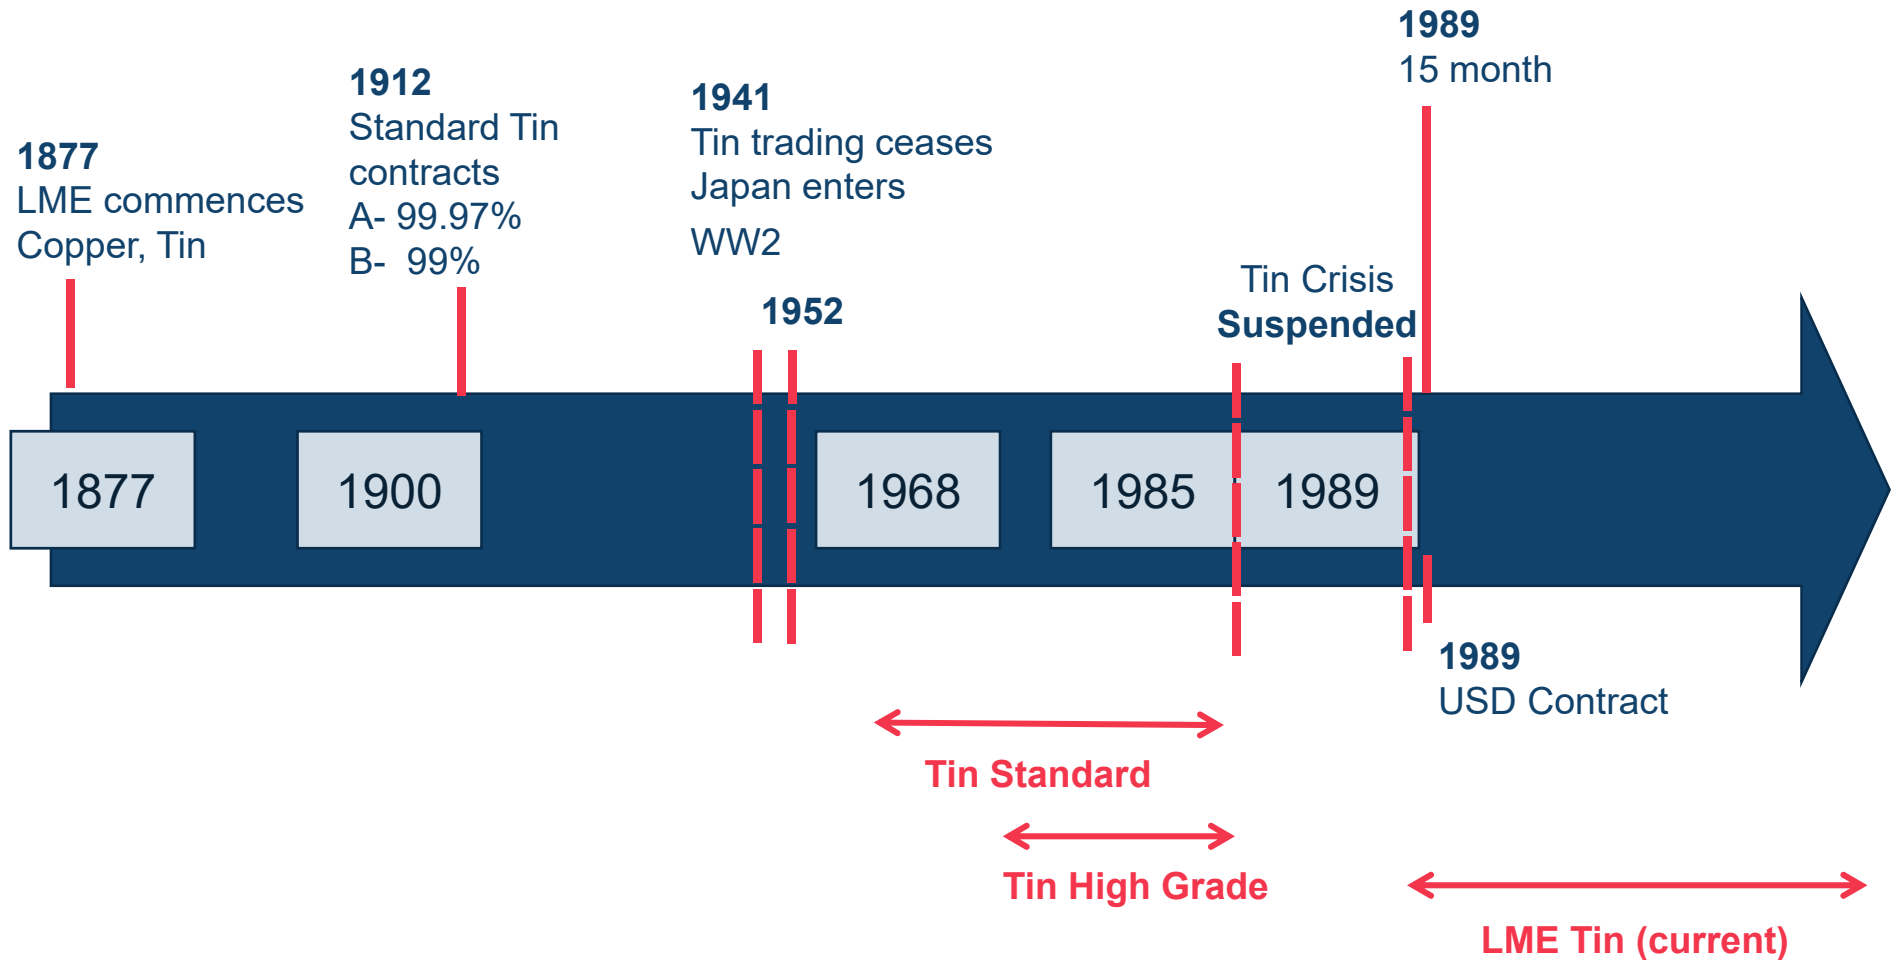 1877
LME commences
Copper, Tin
1912
Standard Tin
contracts
A- 99.97%
B-  99%
1941
Tin trading ceases
Japan enters
WW2
1952
Tin Crisis
Suspended
1989
15 month
1877
1900
1968
1985
1989
1989
USD Contract
Tin Standard
Tin High Grade
LME Tin (current)